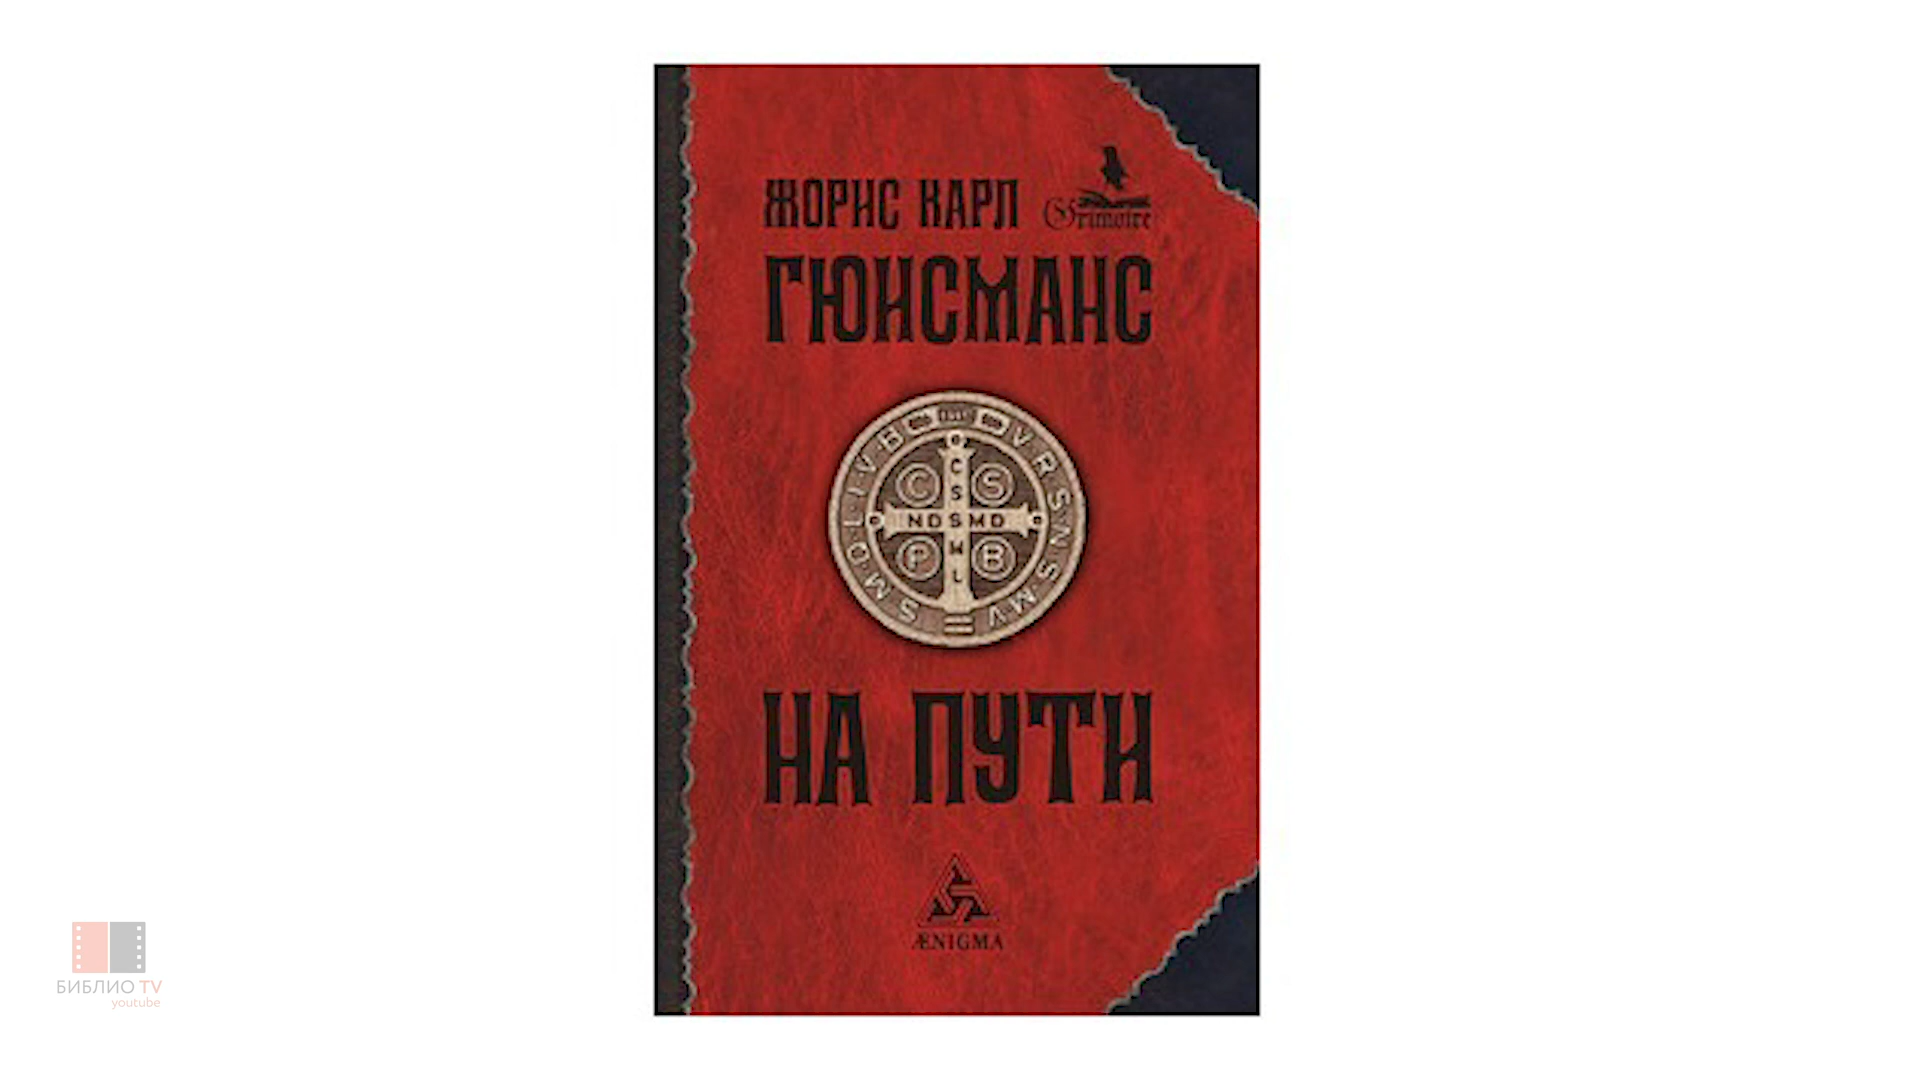 ЖОРИС КАРЛ
Grimoire
ГЮИСМАНС
V R S N S M V
S M Q L I V B
C S
C S S M L
N D S M D
P B
НА ПУТИ
ÆNIGMA
БИБЛИО TV
youtube